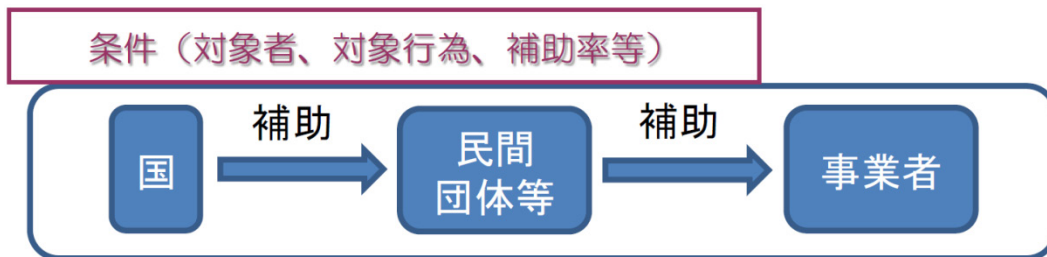 条件（対象者、対象行為、補助率等）
補助
補助
国
民間
団体等
事業者